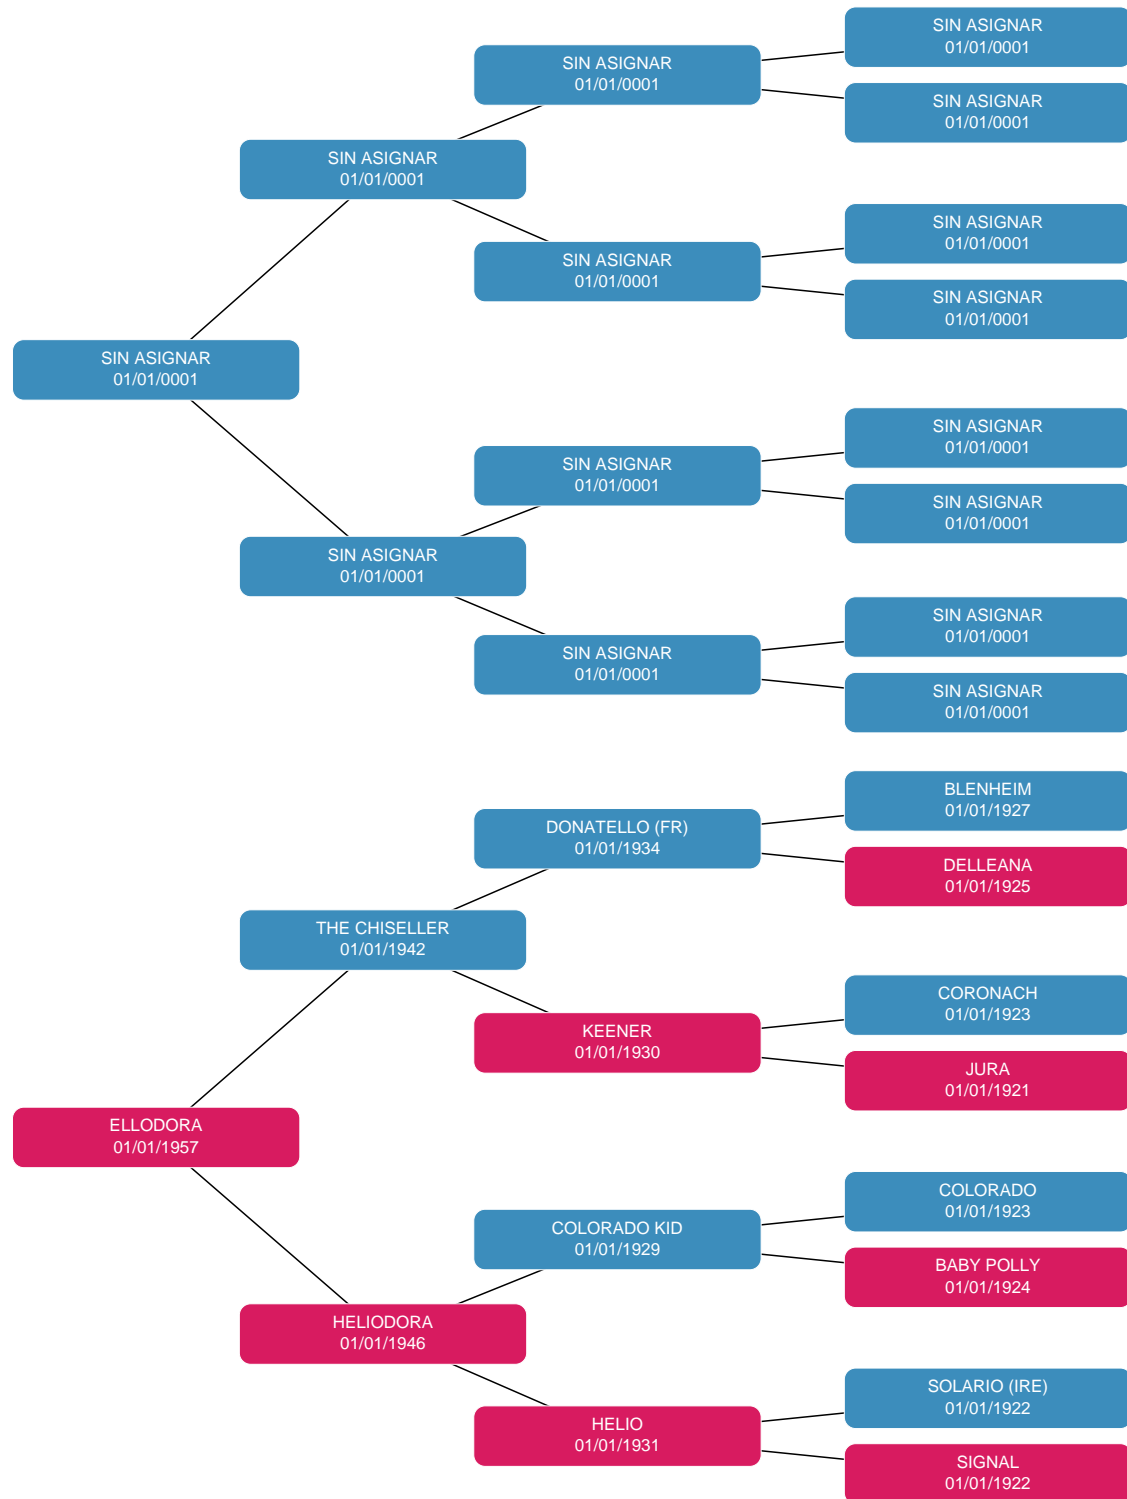 SIN ASIGNAR
01/01/0001
SIN ASIGNAR
01/01/0001
SIN ASIGNAR
01/01/0001
SIN ASIGNAR
01/01/0001
SIN ASIGNAR
01/01/0001
SIN ASIGNAR
01/01/0001
SIN ASIGNAR
01/01/0001
SIN ASIGNAR
01/01/0001
SIN ASIGNAR
01/01/0001
SIN ASIGNAR
01/01/0001
SIN ASIGNAR
01/01/0001
SIN ASIGNAR
01/01/0001
SIN ASIGNAR
01/01/0001
SIN ASIGNAR
01/01/0001
SIN ASIGNAR
01/01/0001
BLENHEIM
01/01/1927
DONATELLO (FR)
01/01/1934
DELLEANA
01/01/1925
THE CHISELLER
01/01/1942
CORONACH
01/01/1923
KEENER
01/01/1930
JURA
01/01/1921
ELLODORA
01/01/1957
COLORADO
01/01/1923
COLORADO KID
01/01/1929
BABY POLLY
01/01/1924
HELIODORA
01/01/1946
SOLARIO (IRE)
01/01/1922
HELIO
01/01/1931
SIGNAL
01/01/1922